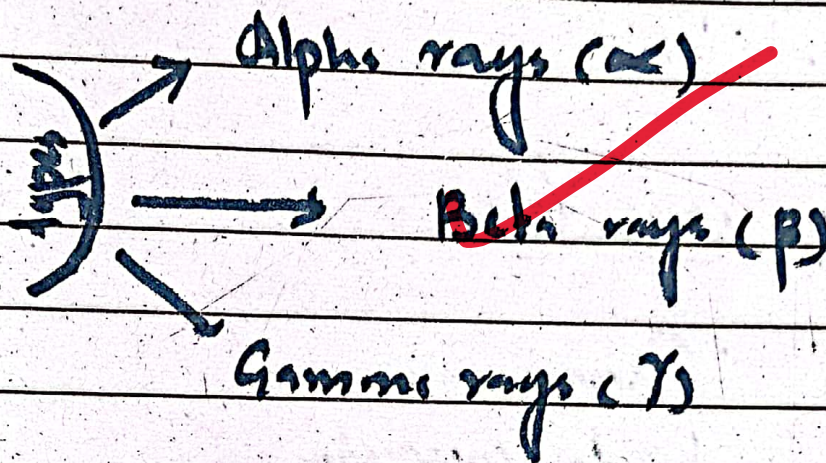 Alpha rays (α)
types
Beta rays (β)
Gamma rays (γ)